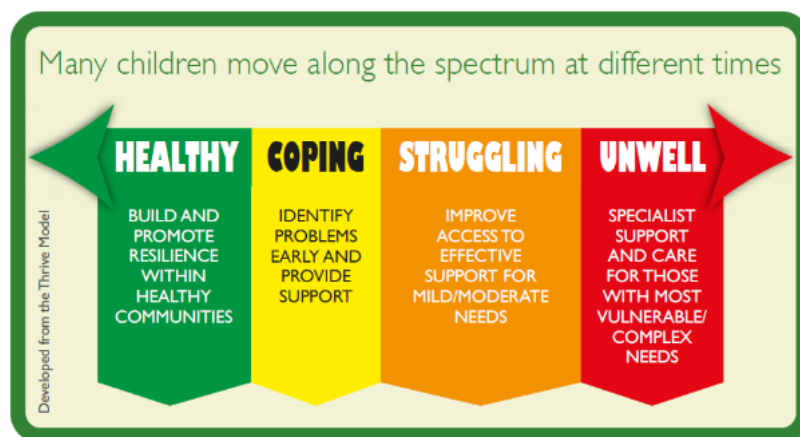 Many children move along the spectrum at different times
HEALTHY
BUILD AND
PROMOTE
RESILIENCE
WITHIN
HEALTHY
COMMUNITIES
COPING
IDENTIFY
PROBLEMS
EARLY AND
PROVIDE
SUPPORT
STRUGGLING
IMPROVE
ACCESS TO
EFFECTIVE
SUPPORT FOR
MILD/MODERATE
NEEDS
UNWELL
SPECIALIST
SUPPORT
AND CARE
FOR THOSE
WITH MOST
VULNERABLE/
COMPLEX
NEEDS
Developed from the Thrive Model